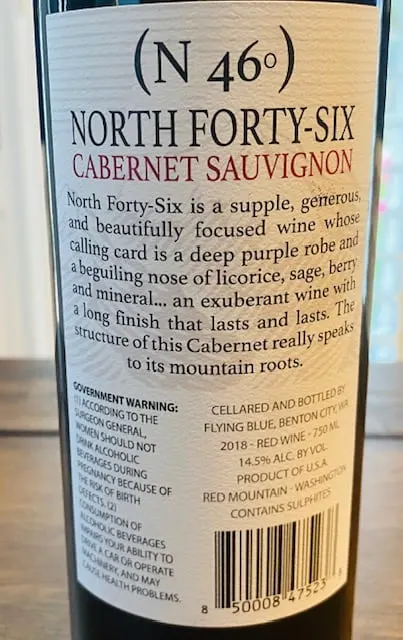 (N 46º)
NORTH FORTY-SIX
CABERNET SAUVIGNON
North Forty-Six is a supple, generous,
and beautifully focused wine whose
calling card is a deep purple robe and
a beguiling nose of licorice, sage, berry
and mineral... an exuberant wine with
a long finish that lasts and lasts. The
structure of this Cabernet really speaks
to its mountain roots.
GOVERNMENT WARNING:
(1) ACCORDING TO THE
SURGEON GENERAL,
WOMEN SHOULD NOT
DRINK ALCOHOLIC
BEVERAGES DURING
PREGNANCY BECAUSE OF
THE RISK OF BIRTH
DEFECTS. (2)
CONSUMPTION OF
ALCOHOLIC BEVERAGES
IMPAIRS YOUR ABILITY TO
DRIVE A CAR OR OPERATE
MACHINERY, AND MAY
CAUSE HEALTH PROBLEMS.
CELLARED AND BOTTLED BY
FLYING BLUE, BENTON CITY, WA
2018 - RED WINE - 750 ML
14.5% ALC. BY VOL.
PRODUCT OF U.S.A.
RED MOUNTAIN - WASHINGTON
CONTAINS SULPHITES
8 50008 47523